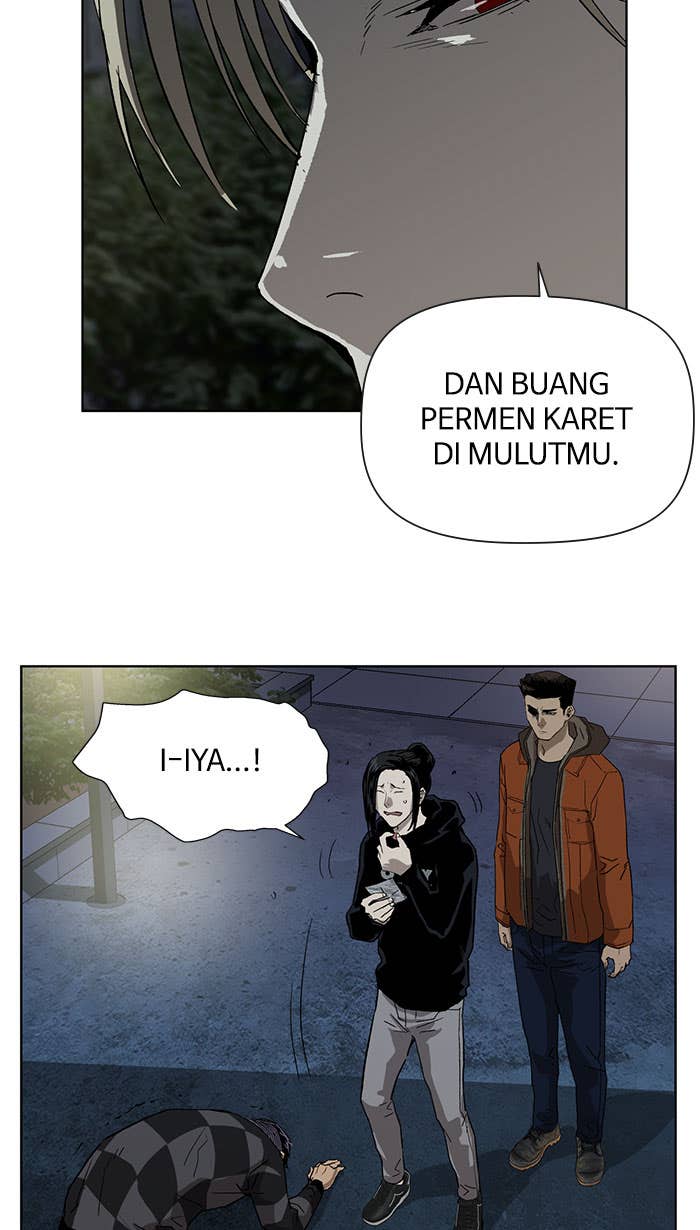 DAN BUANG
PERMEN KARET
DI MULUTMU.
I-IYA...!